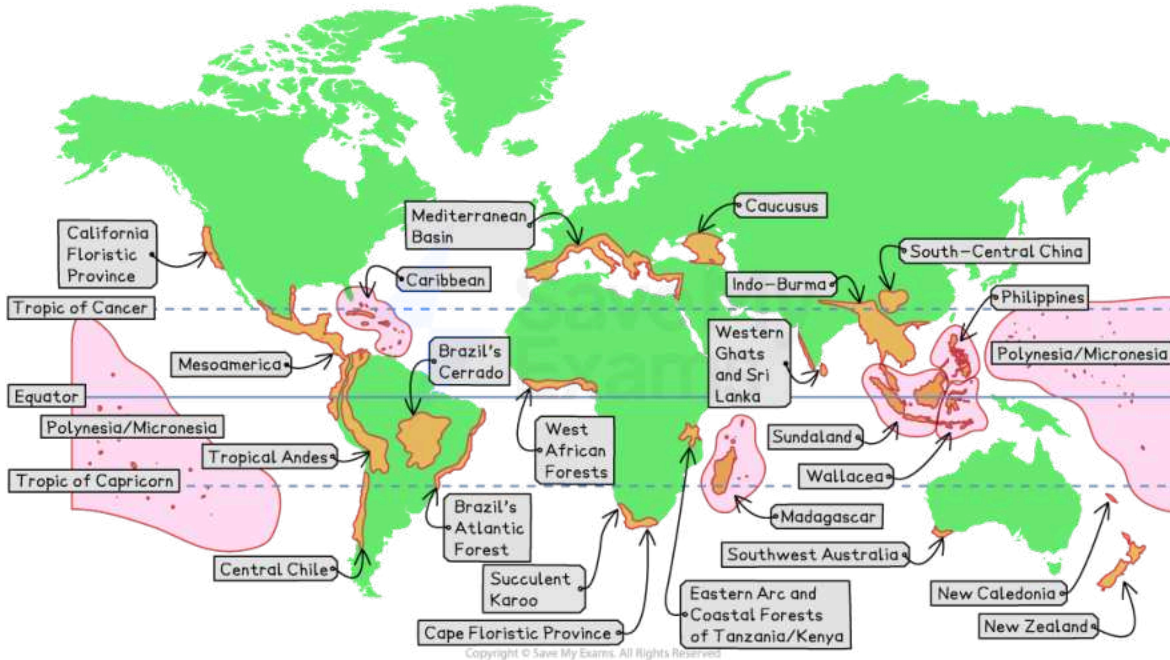 Caucusus
Mediterranean
Basin
California
Floristic
Province
South-Central China
Caribbean
Indo-Burma
Philippines
Tropic of Cancer
Western
Ghats
and Sri
Lanka
Brazil's
Cerrado
Polynesia/Micronesia
Mesoamerica
Equator
Polynesia/Micronesia
West
African
Forests
Sundaland
Tropical Andes
Wallacea
Tropic of Capricorn
Brazil's
Atlantic
Forest
Madagascar
Southwest Australia
Central Chile
Succulent
Karoo
Eastern Arc and
Coastal Forests
of Tanzania/Kenya
New Caledonia
Cape Floristic Province
New Zealand
Copyright © Save My Exams. All Rights Reserved